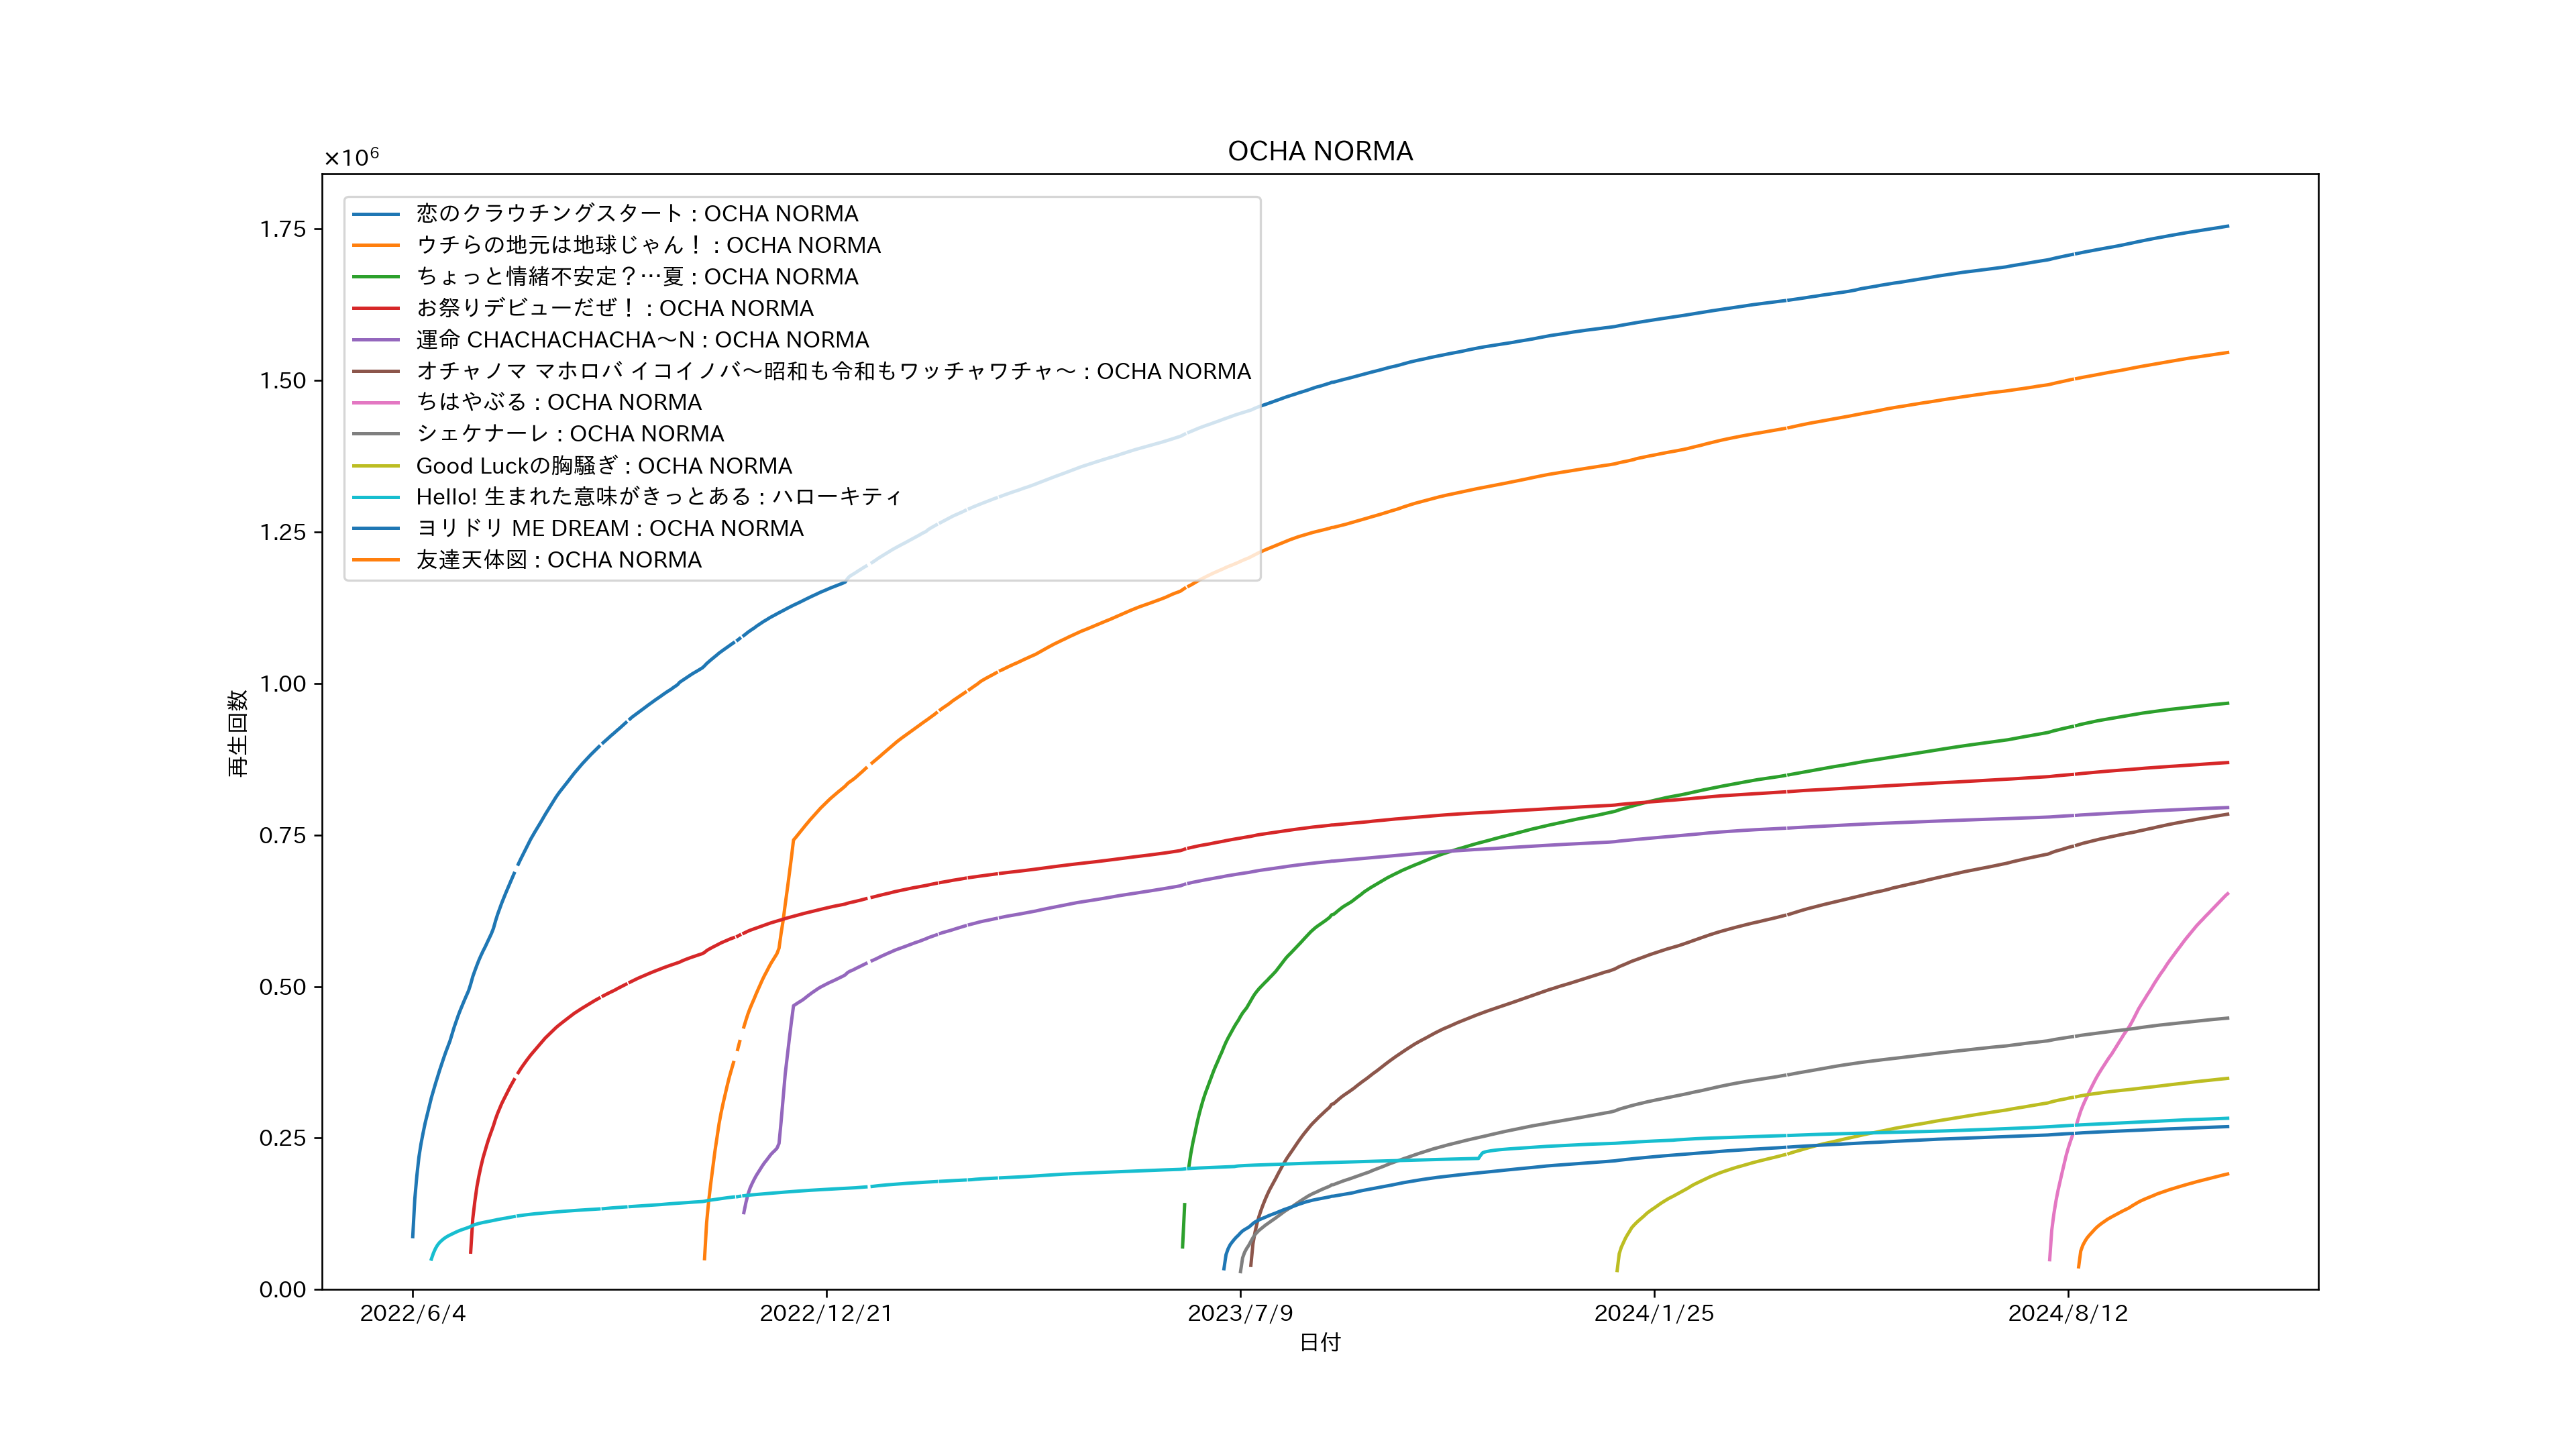 OCHA NORMA
×10⁶
恋のクラウチングスタート : OCHA NORMA
ウチらの地元は地球じゃん！ : OCHA NORMA
ちょっと情緒不安定？…夏 : OCHA NORMA
お祭りデビューだぜ！ : OCHA NORMA
運命 CHACHACHACHA～N : OCHA NORMA
オチャノマ マホロバ イコイノバ～昭和も令和もワッチャワチャ～ : OCHA NORMA
ちはやぶる : OCHA NORMA
シェケナーレ : OCHA NORMA
Good Luckの胸騒ぎ : OCHA NORMA
Hello! 生まれた意味がきっとある : ハローキティ
ヨリドリ ME DREAM : OCHA NORMA
友達天体図 : OCHA NORMA
1.75
1.50
1.25
1.00
0.75
0.50
0.25
0.00
再生回数
2022/6/4
2022/12/21
2023/7/9
2024/1/25
2024/8/12
日付